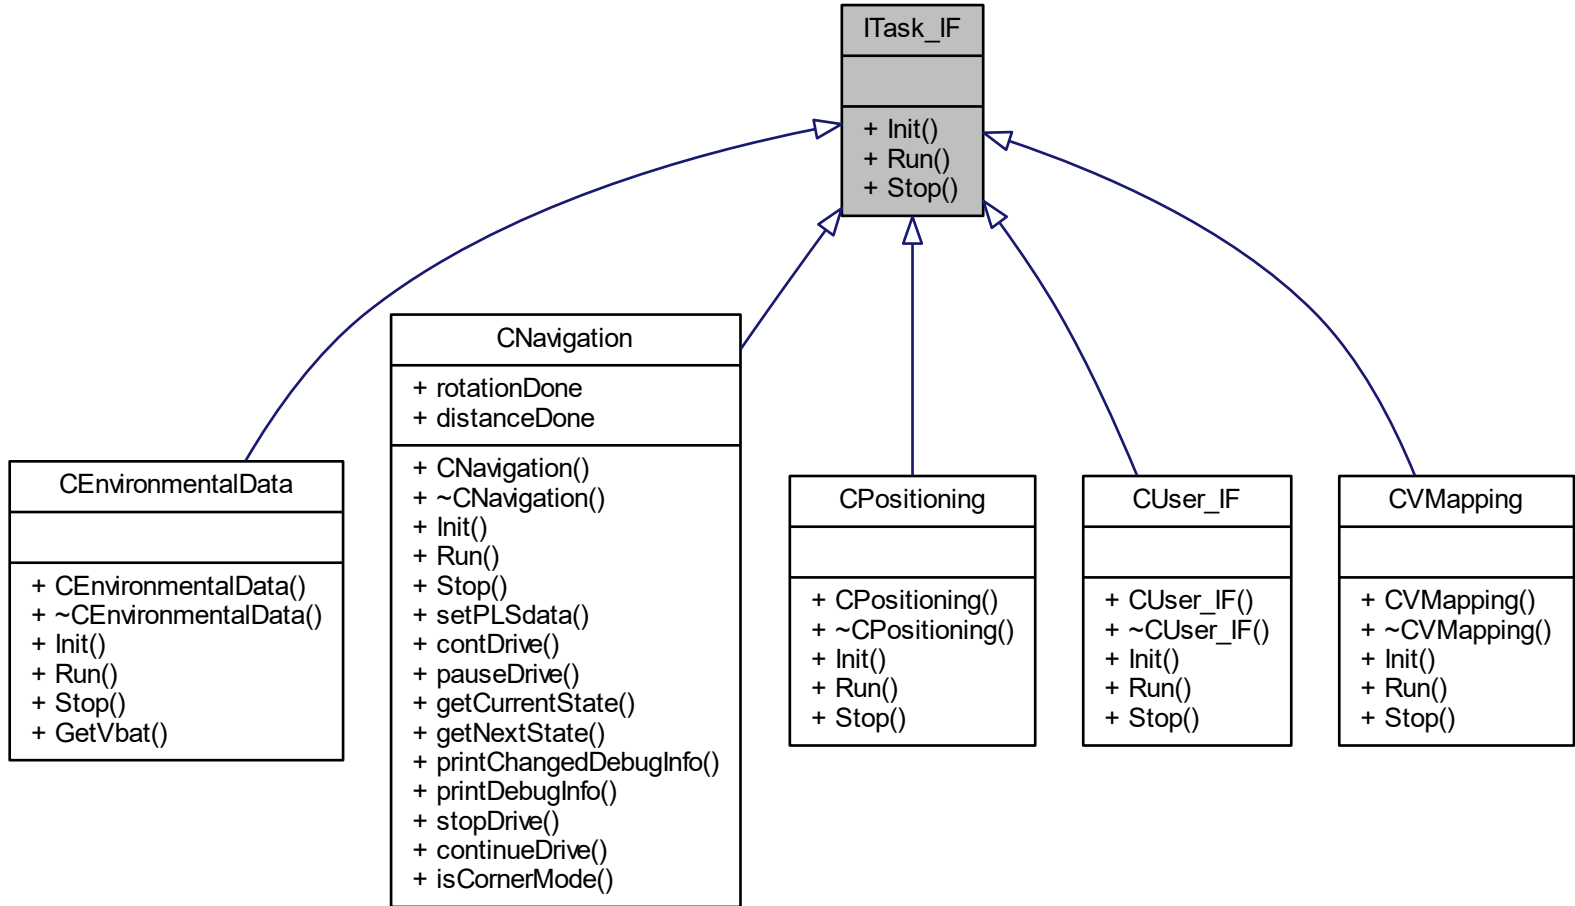 ITask_IF
+ Init()
+ Run()
+ Stop()
CNavigation
+ rotationDone
+ distanceDone
+ CNavigation()
+ ~CNavigation()
+ Init()
+ Run()
+ Stop()
+ setPLSdata()
+ contDrive()
+ pauseDrive()
+ getCurrentState()
+ getNextState()
+ printChangedDebugInfo()
+ printDebugInfo()
+ stopDrive()
+ continueDrive()
+ isCornerMode()
CEnvironmentalData
+ CEnvironmentalData()
+ ~CEnvironmentalData()
+ Init()
+ Run()
+ Stop()
+ GetVbat()
CPositioning
+ CPositioning()
+ ~CPositioning()
+ Init()
+ Run()
+ Stop()
CUser_IF
+ CUser_IF()
+ ~CUser_IF()
+ Init()
+ Run()
+ Stop()
CVMapping
+ CVMapping()
+ ~CVMapping()
+ Init()
+ Run()
+ Stop()